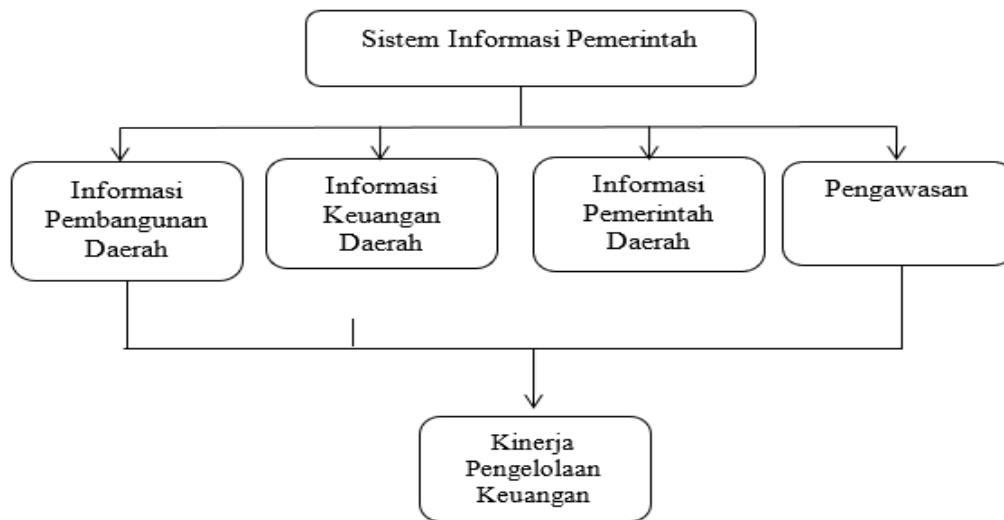 Sistem Informasi Pemerintah
Informasi
Pembangunan
Daerah
Informasi
Keuangan
Daerah
Informasi
Pemerintah
Daerah
Pengawasan
Kinerja
Pengelolaan
Keuangan